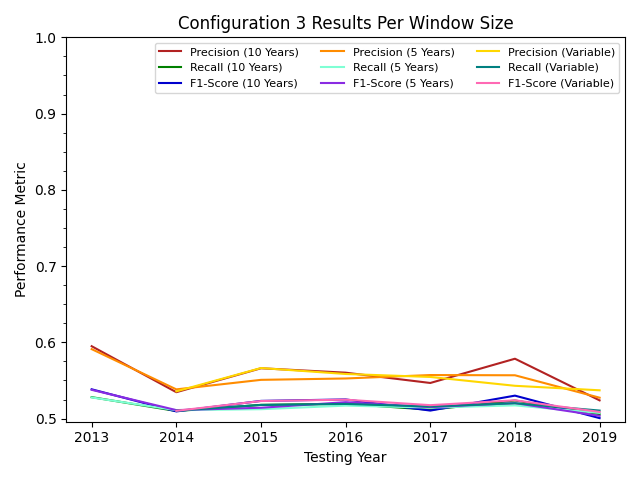 Configuration 3 Results Per Window Size
Precision (10 Years)
Recall (10 Years)
F1-Score (10 Years)
Precision (5 Years)
Recall (5 Years)
F1-Score (5 Years)
Precision (Variable)
Recall (Variable)
F1-Score (Variable)
Performance Metric
1.0
0.9
0.8
0.7
0.6
0.5
2013 2014 2015 2016 2017 2018 2019
Testing Year